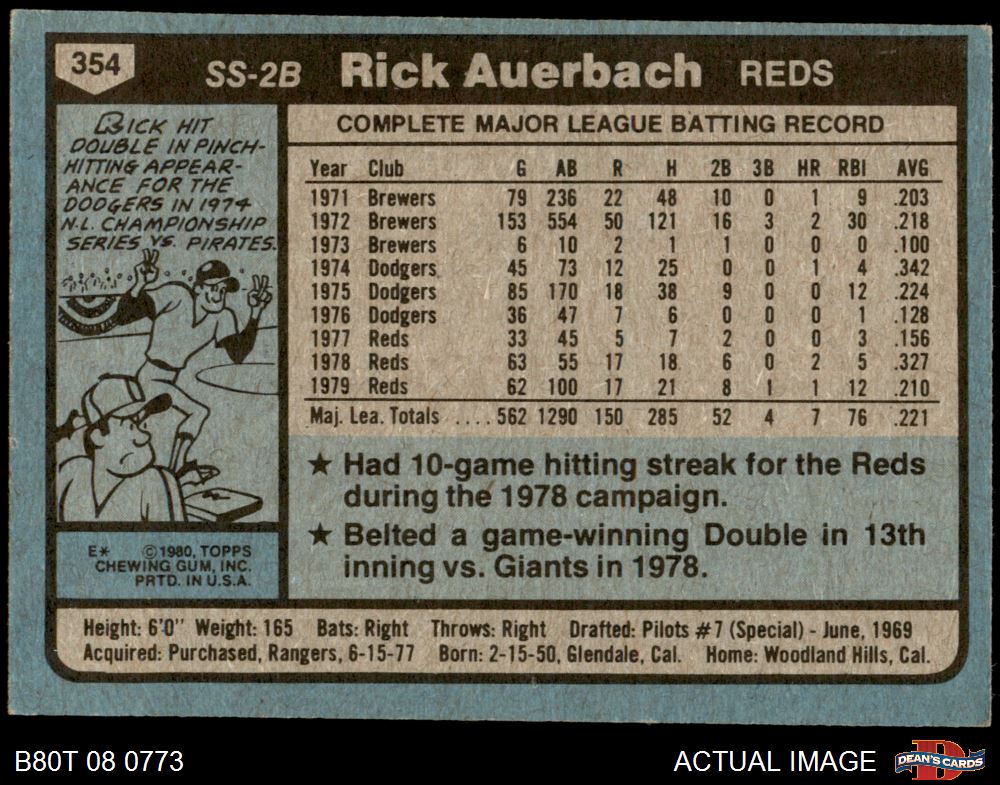 354 SS-2B Rick Auerbach REDS
RICK HIT
DOUBLE IN PINCH-
HITTING APPEAR-
ANCE FOR THE
DODGERS IN 1974
N.L. CHAMPIONSHIP
SERIES VS. PIRATES.
E* ©1980, TOPPS
CHEWING GUM, INC.
PRTD. IN U.S.A.
COMPLETE MAJOR LEAGUE BATTING RECORD
Year Club G AB R H 2B 3B HR RBI AVG
1971 Brewers 79 236 22 48 10 0 1 9 .203
1972 Brewers 153 554 50 121 16 3 2 30 .218
1973 Brewers 6 10 2 1 1 0 0 0 .100
1974 Dodgers 45 73 12 25 0 0 1 4 .342
1975 Dodgers 85 170 18 38 9 0 0 12 .224
1976 Dodgers 36 47 7 6 0 0 0 1 .128
1977 Reds 33 45 5 7 2 0 0 3 .156
1978 Reds 63 55 17 18 6 0 2 5 .327
1979 Reds 62 100 17 21 8 1 1 12 .210
Maj. Lea. Totals .... 562 1290 150 285 52 4 7 76 .221
★ Had 10-game hitting streak for the Reds
during the 1978 campaign.
★ Belted a game-winning Double in 13th
inning vs. Giants in 1978.
Height: 6'0" Weight: 165 Bats: Right Throws: Right Drafted: Pilots #7 (Special) - June, 1969
Acquired: Purchased, Rangers, 6-15-77 Born: 2-15-50, Glendale, Cal. Home: Woodland Hills, Cal.
B80T 08 0773 ACTUAL IMAGE DEAN'S CARDS